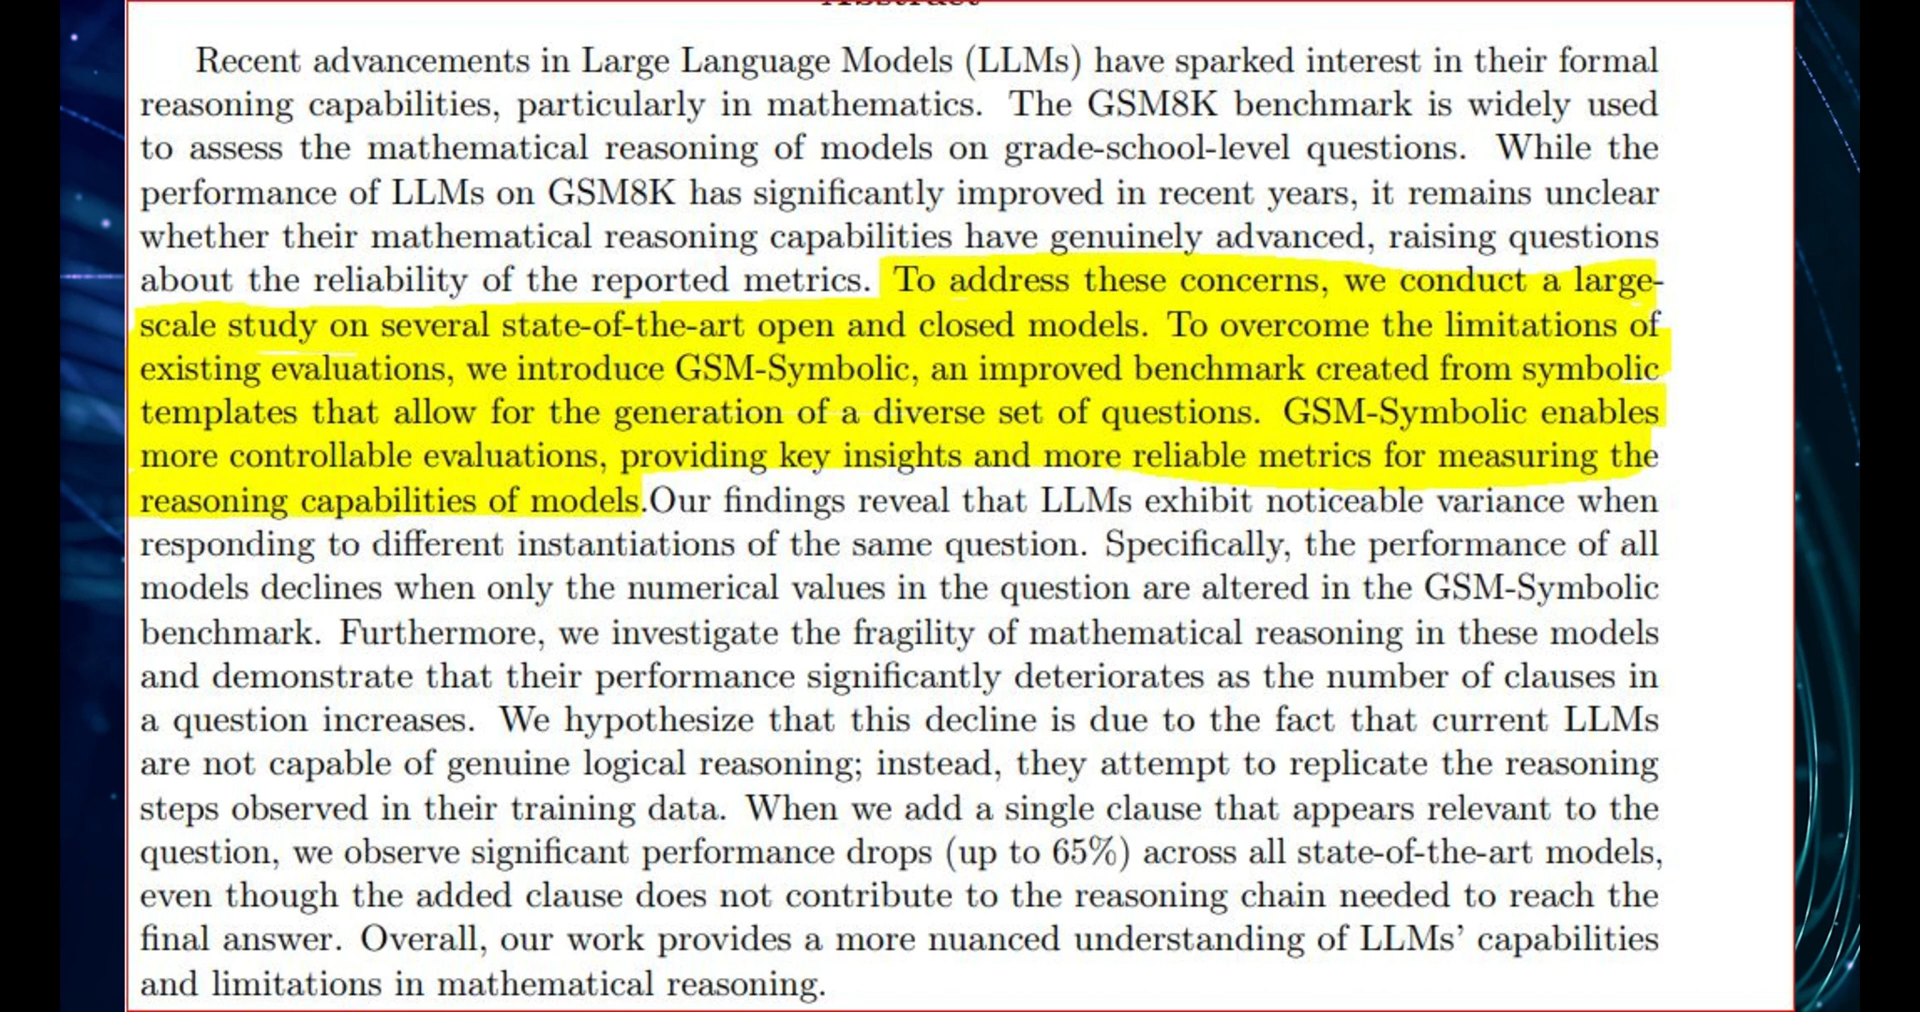 Abstract
Recent advancements in Large Language Models (LLMs) have sparked interest in their formal
reasoning capabilities, particularly in mathematics. The GSM8K benchmark is widely used
to assess the mathematical reasoning of models on grade-school-level questions. While the
performance of LLMs on GSM8K has significantly improved in recent years, it remains unclear
whether their mathematical reasoning capabilities have genuinely advanced, raising questions
about the reliability of the reported metrics. To address these concerns, we conduct a large-
scale study on several state-of-the-art open and closed models. To overcome the limitations of
existing evaluations, we introduce GSM-Symbolic, an improved benchmark created from symbolic
templates that allow for the generation of a diverse set of questions. GSM-Symbolic enables
more controllable evaluations, providing key insights and more reliable metrics for measuring the
reasoning capabilities of models.Our findings reveal that LLMs exhibit noticeable variance when
responding to different instantiations of the same question. Specifically, the performance of all
models declines when only the numerical values in the question are altered in the GSM-Symbolic
benchmark. Furthermore, we investigate the fragility of mathematical reasoning in these models
and demonstrate that their performance significantly deteriorates as the number of clauses in
a question increases. We hypothesize that this decline is due to the fact that current LLMs
are not capable of genuine logical reasoning; instead, they attempt to replicate the reasoning
steps observed in their training data. When we add a single clause that appears relevant to the
question, we observe significant performance drops (up to 65%) across all state-of-the-art models,
even though the added clause does not contribute to the reasoning chain needed to reach the
final answer. Overall, our work provides a more nuanced understanding of LLMs’ capabilities
and limitations in mathematical reasoning.